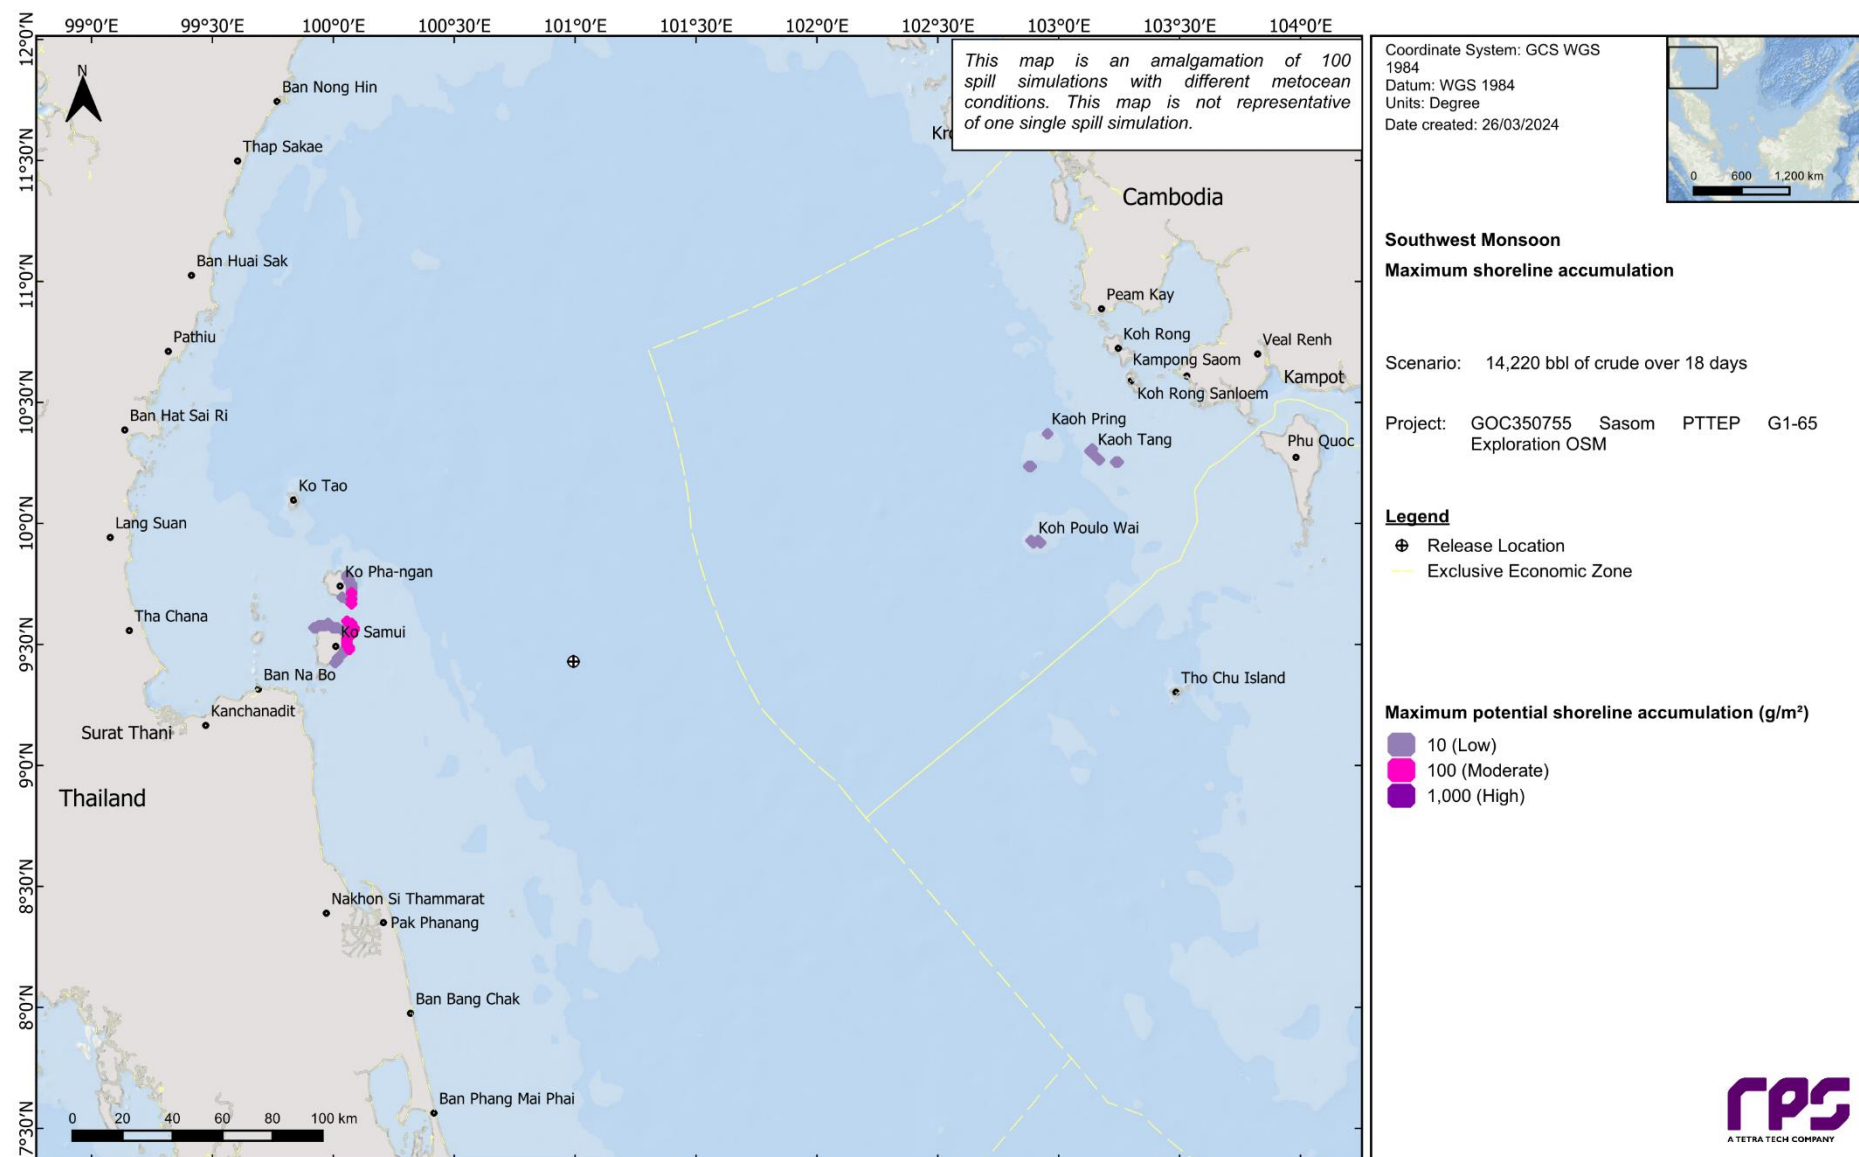 99°0'E 99°30'E 100°0'E 100°30'E 101°0'E 101°30'E 102°0'E 102°30'E 103°0'E 103°30'E 104°0'E
12°0'N
11°30'N
11°0'N
10°30'N
10°0'N
9°30'N
9°0'N
8°30'N
8°0'N
7°30'N
N
This map is an amalgamation of 100
spill simulations with different metocean
conditions. This map is not representative
of one single spill simulation.
Ban Nong Hin
Thap Sakae
Cambodia
Ban Huai Sak
Peam Kay
Pathiu
Koh Rong
Veal Renh
Kampong Saom
Kampot
Koh Rong Sanloem
Ban Hat Sai Ri
Kaoh Pring
Kaoh Tang
Phu Quoc
Ko Tao
Lang Suan
Koh Poulo Wai
Ko Pha-ngan
Tha Chana
Ko Samui
Ban Na Bo
Tho Chu Island
Kanchanadit
Surat Thani
Thailand
Nakhon Si Thammarat
Pak Phanang
Ban Bang Chak
Ban Phang Mai Phai
0 20 40 60 80 100 km
Coordinate System: GCS WGS
1984
Datum: WGS 1984
Units: Degree
Date created: 26/03/2024
0 600 1,200 km
Southwest Monsoon
Maximum shoreline accumulation
Scenario: 14,220 bbl of crude over 18 days
Project: GOC350755 Sasom PTTEP G1-65
Exploration OSM
Legend
Release Location
Exclusive Economic Zone
Maximum potential shoreline accumulation (g/m²)
10 (Low)
100 (Moderate)
1,000 (High)
rps
A TETRA TECH COMPANY